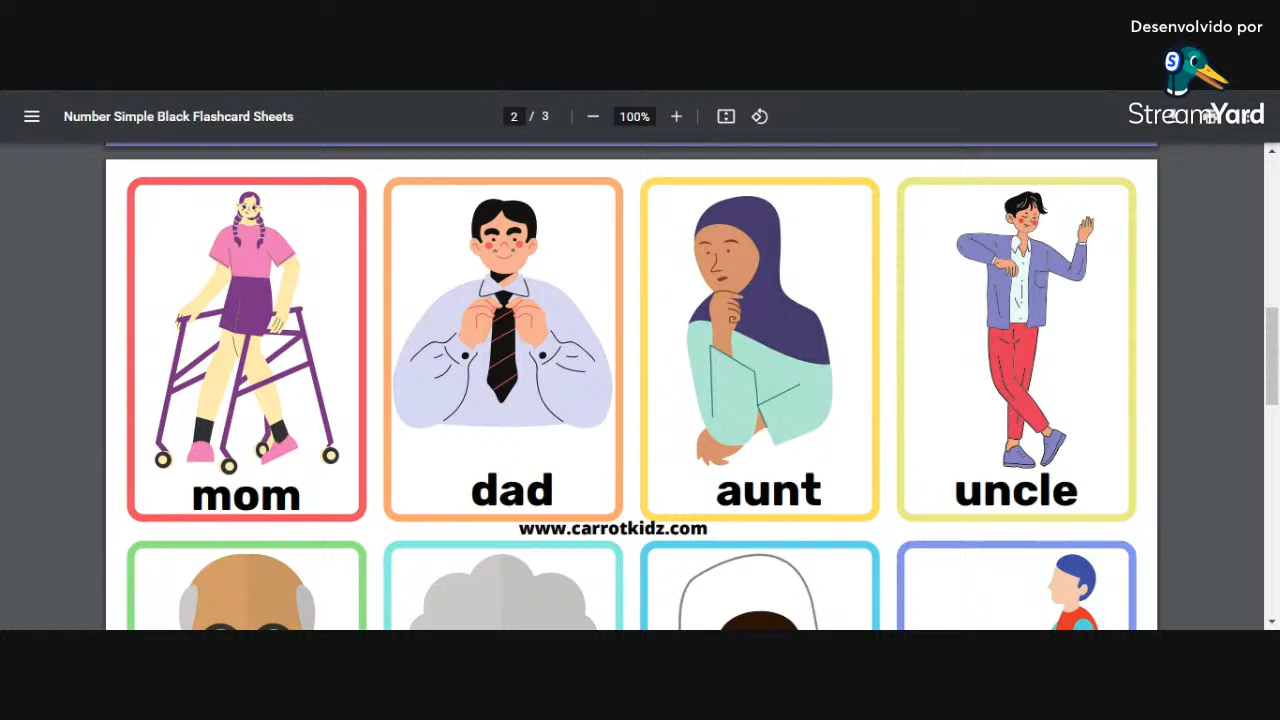 Desenvolvido por
StreamYard
Number Simple Black Flashcard Sheets
2 / 3
100%
mom
dad
aunt
uncle
www.carrotkidz.com